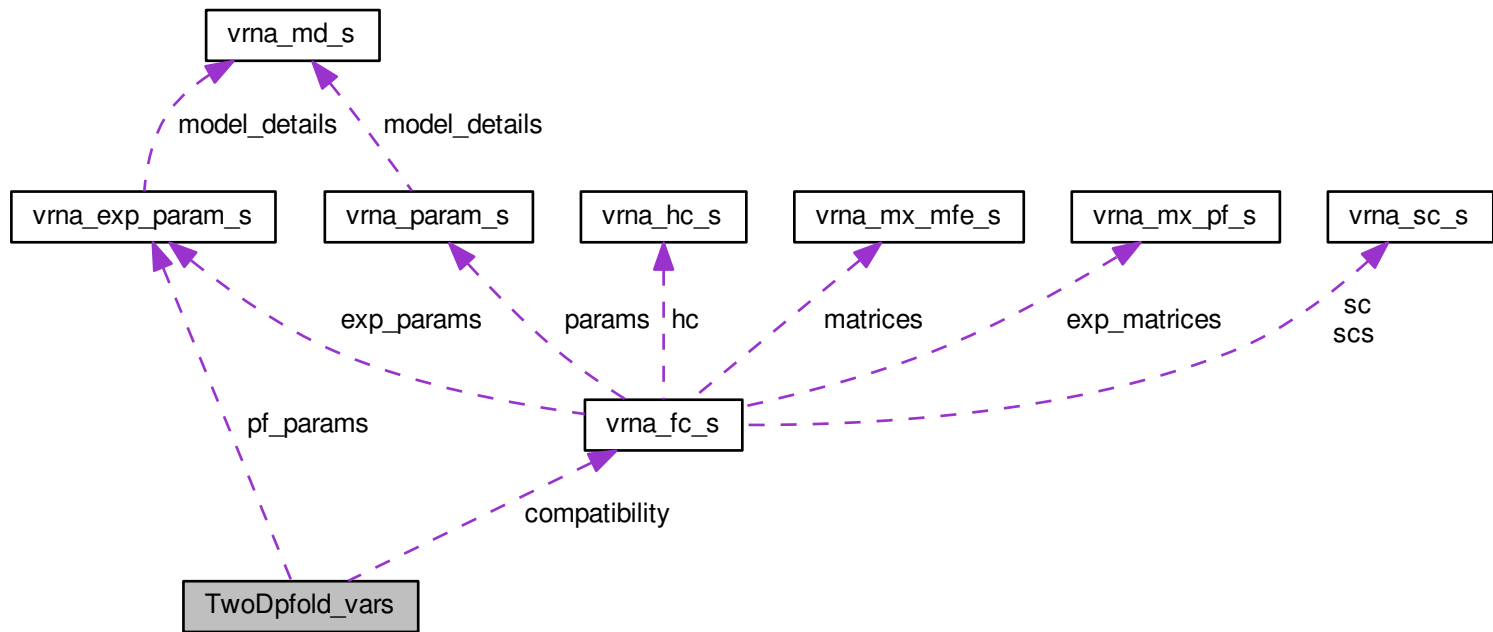 vrna_md_s
model_details
model_details
vrna_exp_param_s
vrna_param_s
vrna_hc_s
vrna_mx_mfe_s
vrna_mx_pf_s
vrna_sc_s
exp_params
params
hc
matrices
exp_matrices
sc
scs
pf_params
vrna_fc_s
compatibility
TwoDpfold_vars